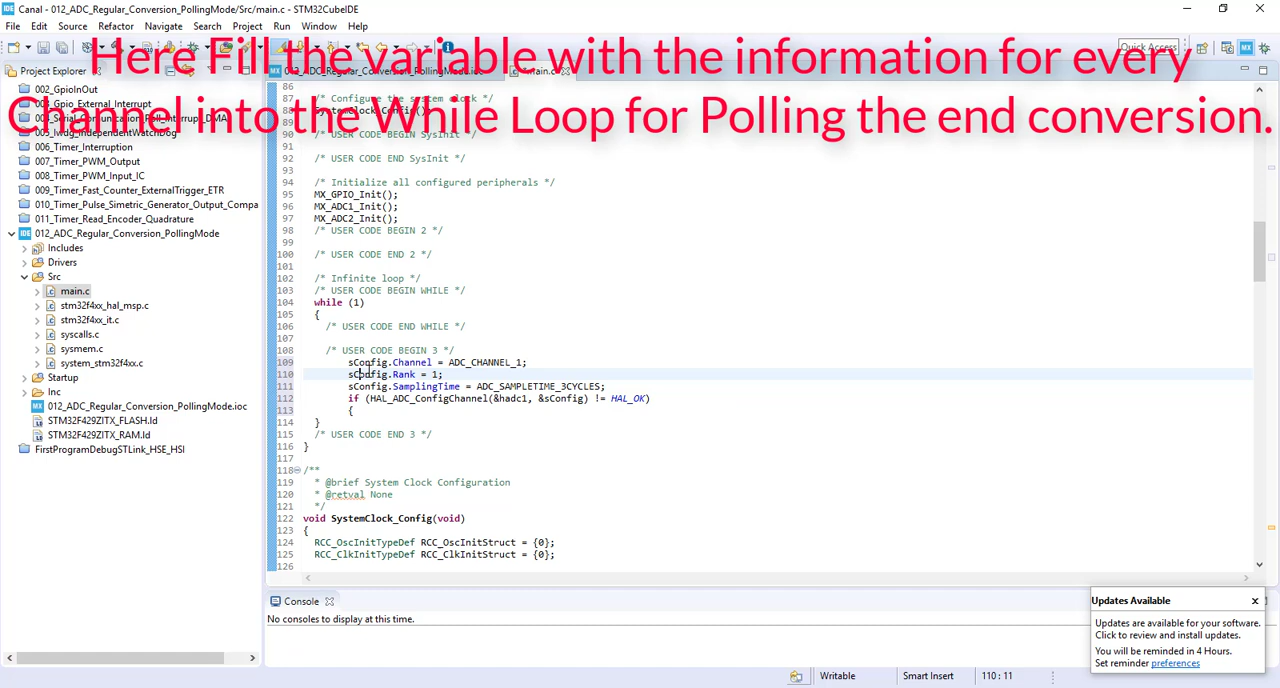 Canal - 012_ADC_Regular_Conversion_PollingMode/Src/main.c - STM32CubeIDE
File Edit Source Refactor Navigate Search Project Run Window Help
Here Fill the variable with the information for every
Channel into the While Loop for Polling the end conversion.
Quick Access
Project Explorer
002_GpioInOut
006_Timer_Interruption
007_Timer_PWM_Output
008_Timer_PWM_Input_IC
009_Timer_Fast_Counter_ExternalTrigger_ETR
010_Timer_Pulse_Simetric_Generator_Output_Compa
011_Timer_Read_Encoder_Quadrature
012_ADC_Regular_Conversion_PollingMode
Includes
Drivers
Src
main.c
stm32f4xx_hal_msp.c
stm32f4xx_it.c
syscalls.c
sysmem.c
system_stm32f4xx.c
Startup
Inc
012_ADC_Regular_Conversion_PollingMode.ioc
STM32F429ZITX_FLASH.ld
STM32F429ZITX_RAM.ld
FirstProgramDebugSTLink_HSE_HSI
86
87 /* Configure the system clock */
90 /* USER CODE BEGIN SysInit */
91
92 /* USER CODE END SysInit */
93
94 /* Initialize all configured peripherals */
95 MX_GPIO_Init();
96 MX_ADC1_Init();
97 MX_ADC2_Init();
98 /* USER CODE BEGIN 2 */
99
100 /* USER CODE END 2 */
101
102 /* Infinite loop */
103 /* USER CODE BEGIN WHILE */
104 while (1)
105 {
106 /* USER CODE END WHILE */
107
108 /* USER CODE BEGIN 3 */
109 sConfig.Channel = ADC_CHANNEL_1;
110 sConfig.Rank = 1;
111 sConfig.SamplingTime = ADC_SAMPLETIME_3CYCLES;
112 if (HAL_ADC_ConfigChannel(&hadc1, &sConfig) != HAL_OK)
113 {
114 }
115 /* USER CODE END 3 */
116 }
117
118 /**
119 * @brief System Clock Configuration
120 * @retval None
121 */
122 void SystemClock_Config(void)
123 {
124 RCC_OscInitTypeDef RCC_OscInitStruct = {0};
125 RCC_ClkInitTypeDef RCC_ClkInitStruct = {0};
126
Console
No consoles to display at this time.
Updates Available
Updates are available for your software.
Click to review and install updates.
You will be reminded in 4 Hours.
Set reminder preferences
Writable Smart Insert 110 : 11